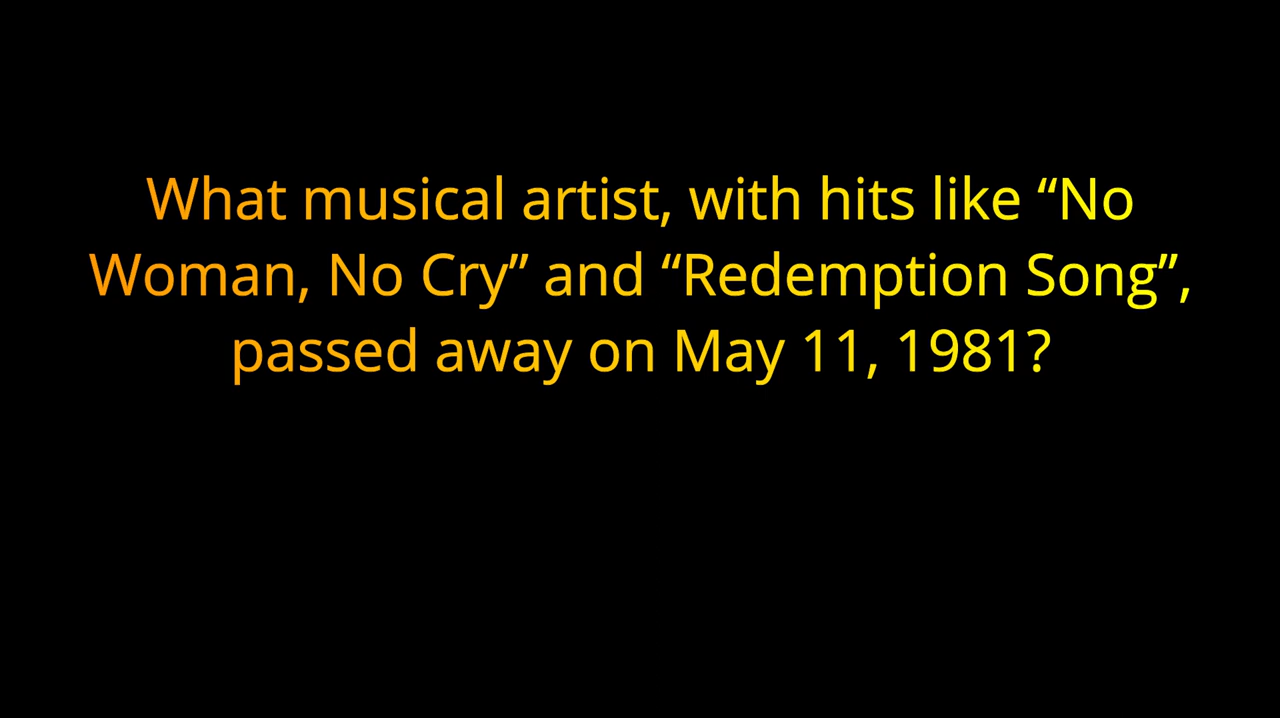 What musical artist, with hits like “No
Woman, No Cry” and “Redemption Song”,
passed away on May 11, 1981?